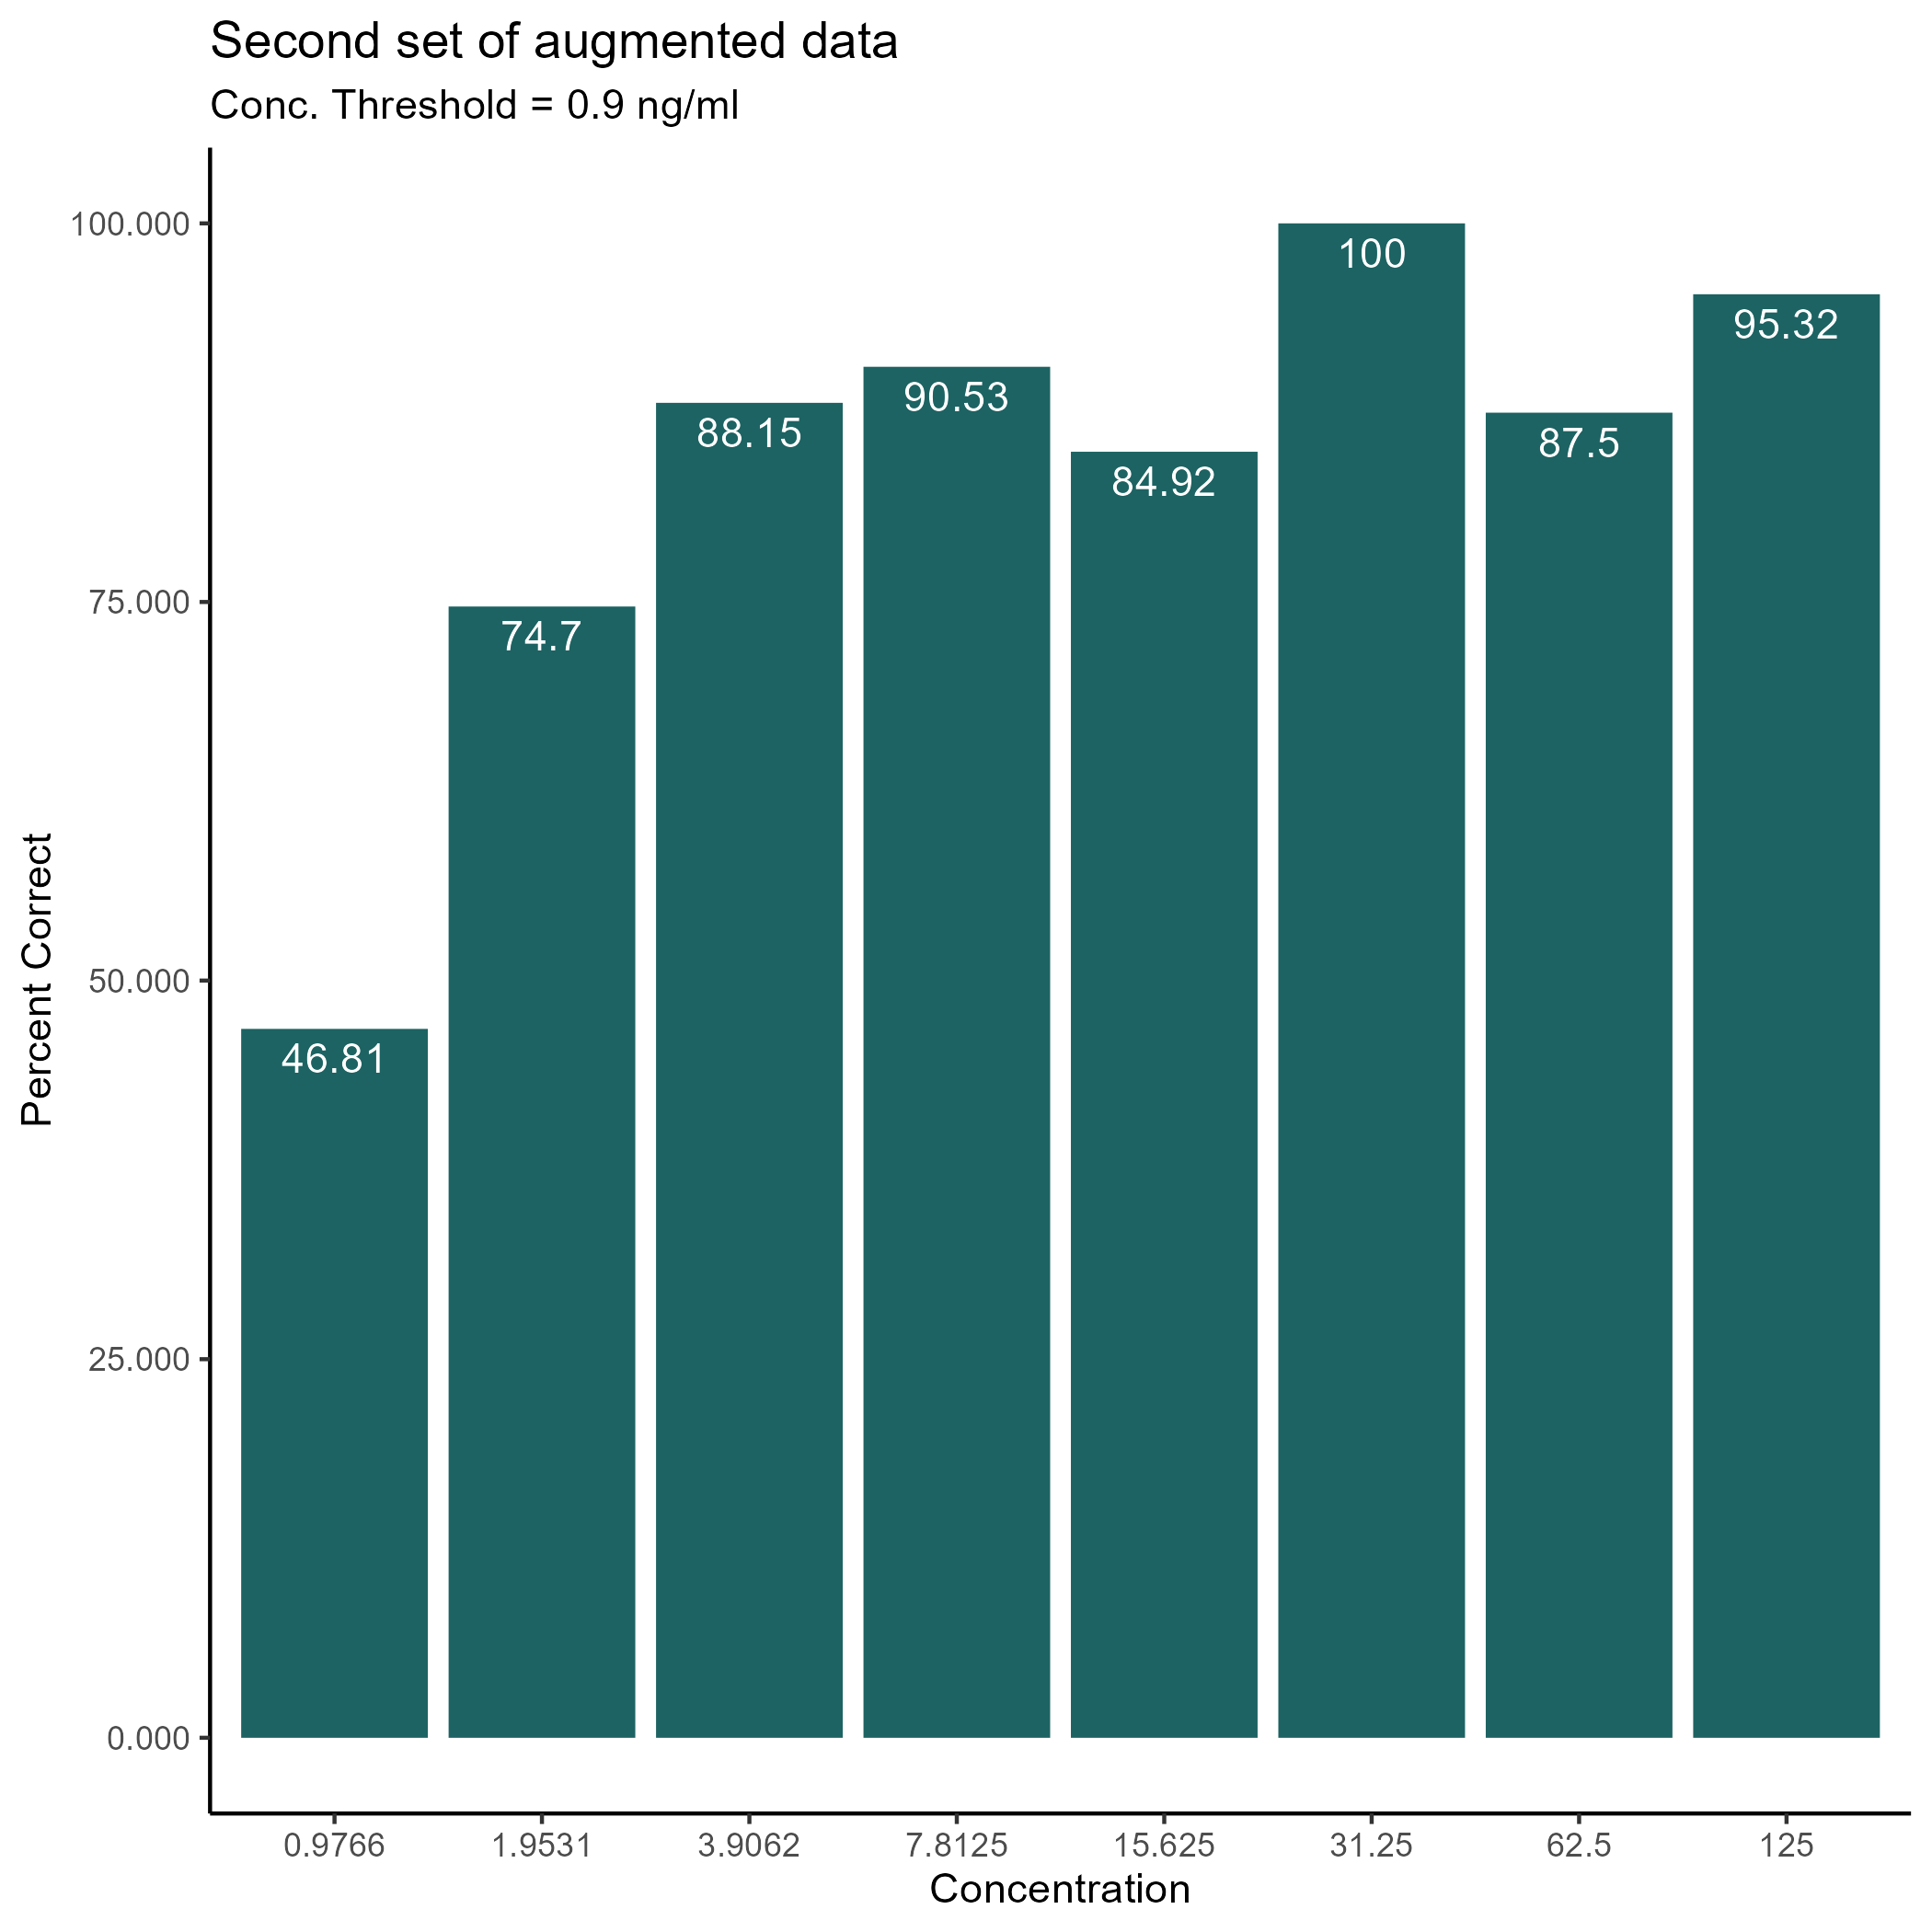 Second set of augmented data
Conc. Threshold = 0.9 ng/ml
100.000
75.000
50.000
25.000
0.000
Percent Correct
46.81
74.7
88.15
90.53
84.92
100
87.5
95.32
0.9766 1.9531 3.9062 7.8125 15.625 31.25 62.5 125
Concentration